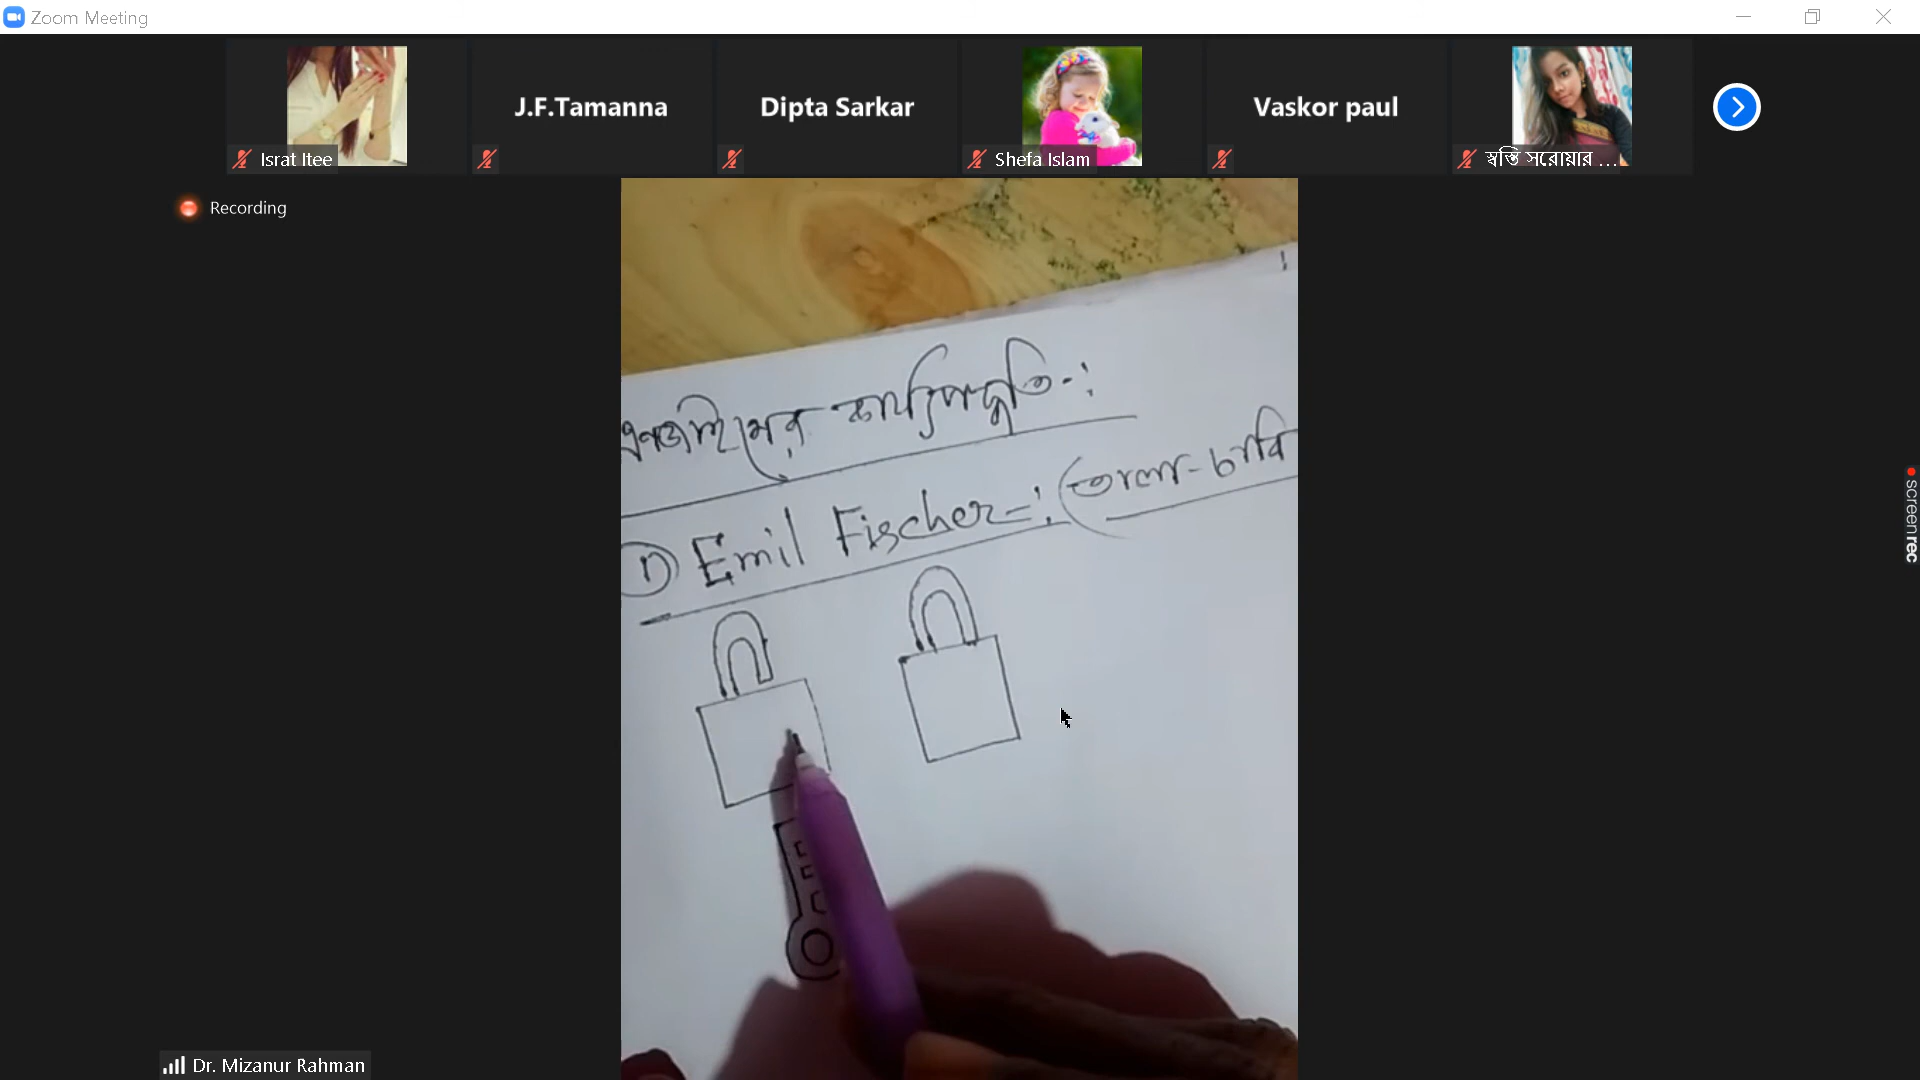 Zoom Meeting
J.F.Tamanna
Dipta Sarkar
Vaskor paul
Israt Itee
Shefa Islam
স্বস্তি সরোয়ার ...
Recording
এনজাইমের কার্যপদ্ধতি-:
1) Emil Fischer-: (তালা-চাবি
screenrec
Dr. Mizanur Rahman